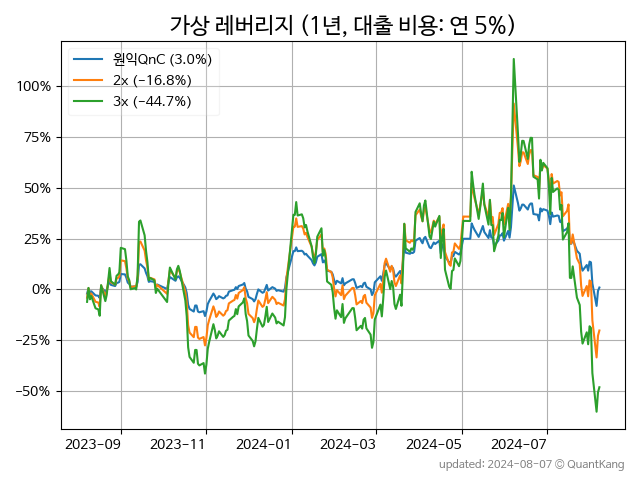 가상 레버리지 (1년, 대출 비용: 연 5%)
원익QnC (3.0%)
2x (-16.8%)
3x (-44.7%)
100%
75%
50%
25%
0%
-25%
-50%
2023-09
2023-11
2024-01
2024-03
2024-05
2024-07
updated: 2024-08-07 © QuantKang